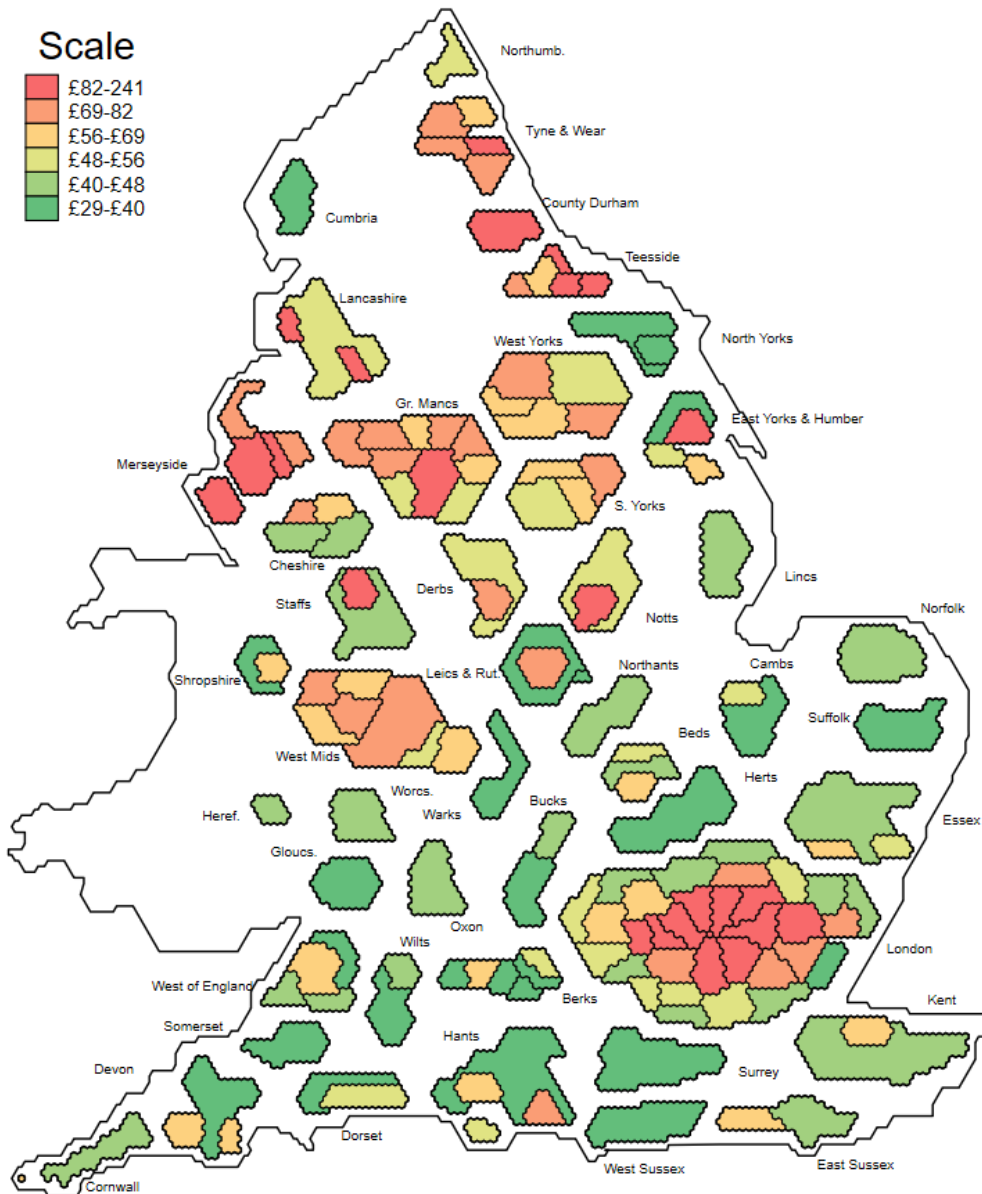 Scale
£82-241
£69-82
£56-£69
£48-£56
£40-£48
£29-£40
Northumb.
Tyne & Wear
County Durham
Cumbria
Teesside
Lancashire
North Yorks
West Yorks
Gr. Mancs
East Yorks & Humber
Merseyside
S. Yorks
Cheshire
Lincs
Derbs
Staffs
Notts
Norfolk
Shropshire
Leics & Rut.
Northants
Cambs
Suffolk
Beds
West Mids
Herts
Worcs.
Warks
Bucks
Heref.
Essex
Gloucs.
Oxon
Wilts
London
West of England
Berks
Kent
Somerset
Hants
Devon
Surrey
Dorset
West Sussex
East Sussex
Cornwall